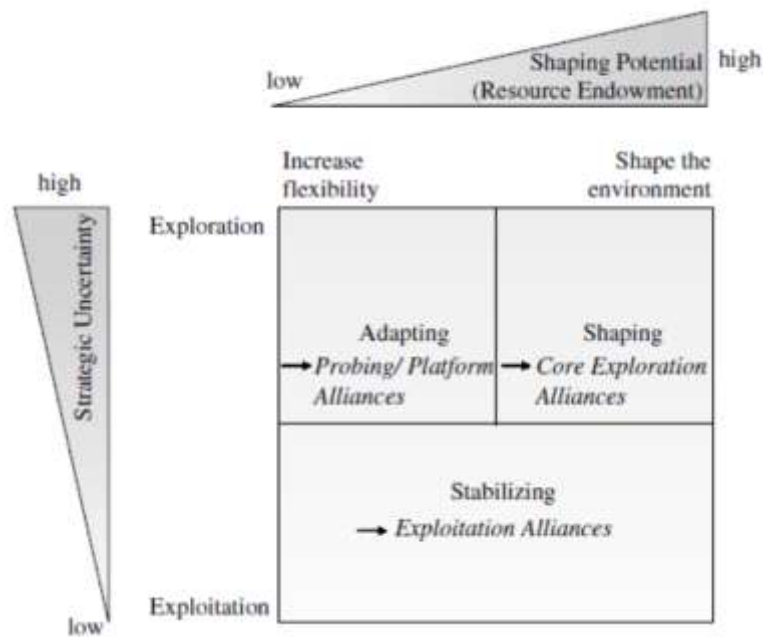 low
Shaping Potential
(Resource Endowment)
high
Increase
flexibility
Shape the
environment
high
Strategic Uncertainty
low
Exploration
Exploitation
Adapting
→ Probing/ Platform
Alliances
Shaping
→ Core Exploration
Alliances
Stabilizing
→ Exploitation Alliances